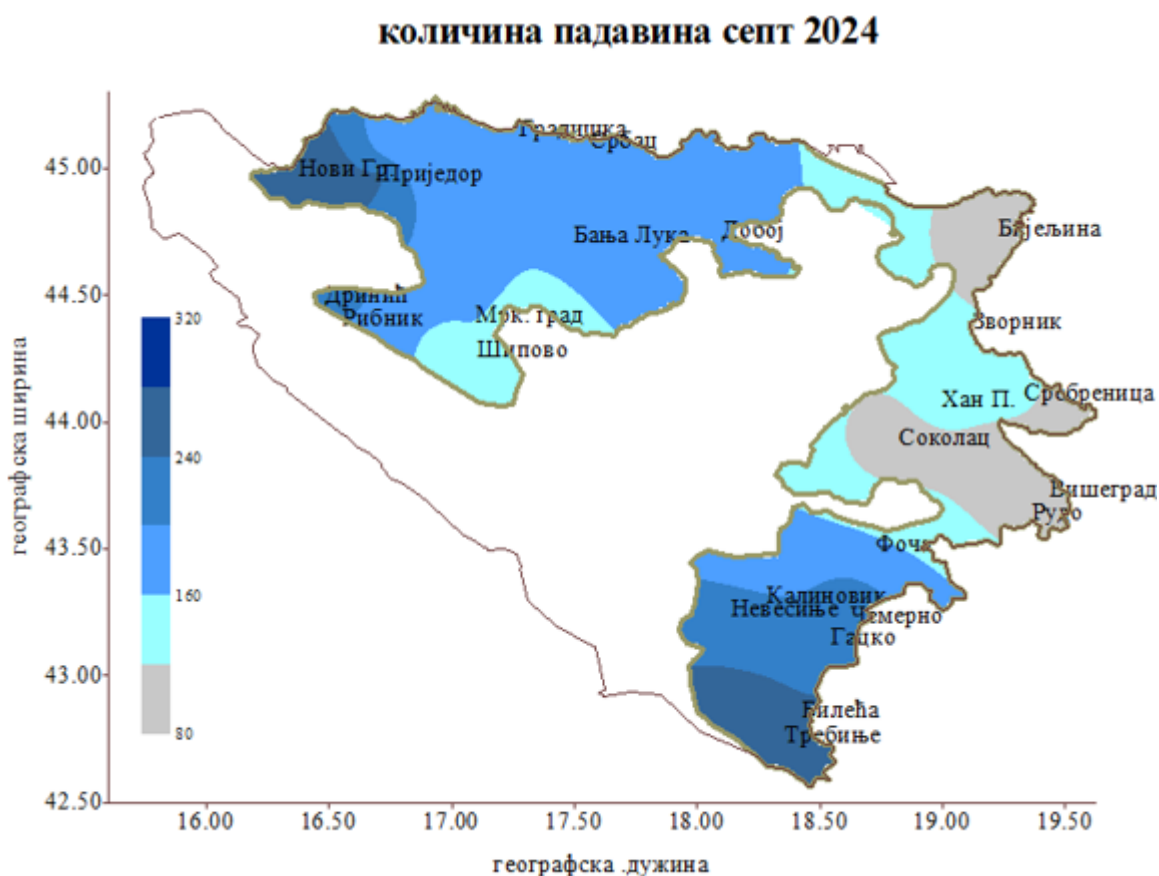 количина падавина септ 2024
45.00
44.50
44.00
43.50
43.00
42.50
географска ширина
320
240
160
80
Градишка
Србац
Нови Гр.
Приједор
Бања Лука
Добој
Бијељина
Дринић
Рибник
Мрк. град
Шипово
Зворник
Хан П.
Сребреница
Соколац
Вишеград
Рудо
Фоча
Калиновик
Невесиње
Чемерно
Гацко
Билећа
Требиње
16.00
16.50
17.00
17.50
18.00
18.50
19.00
19.50
географска .дужина